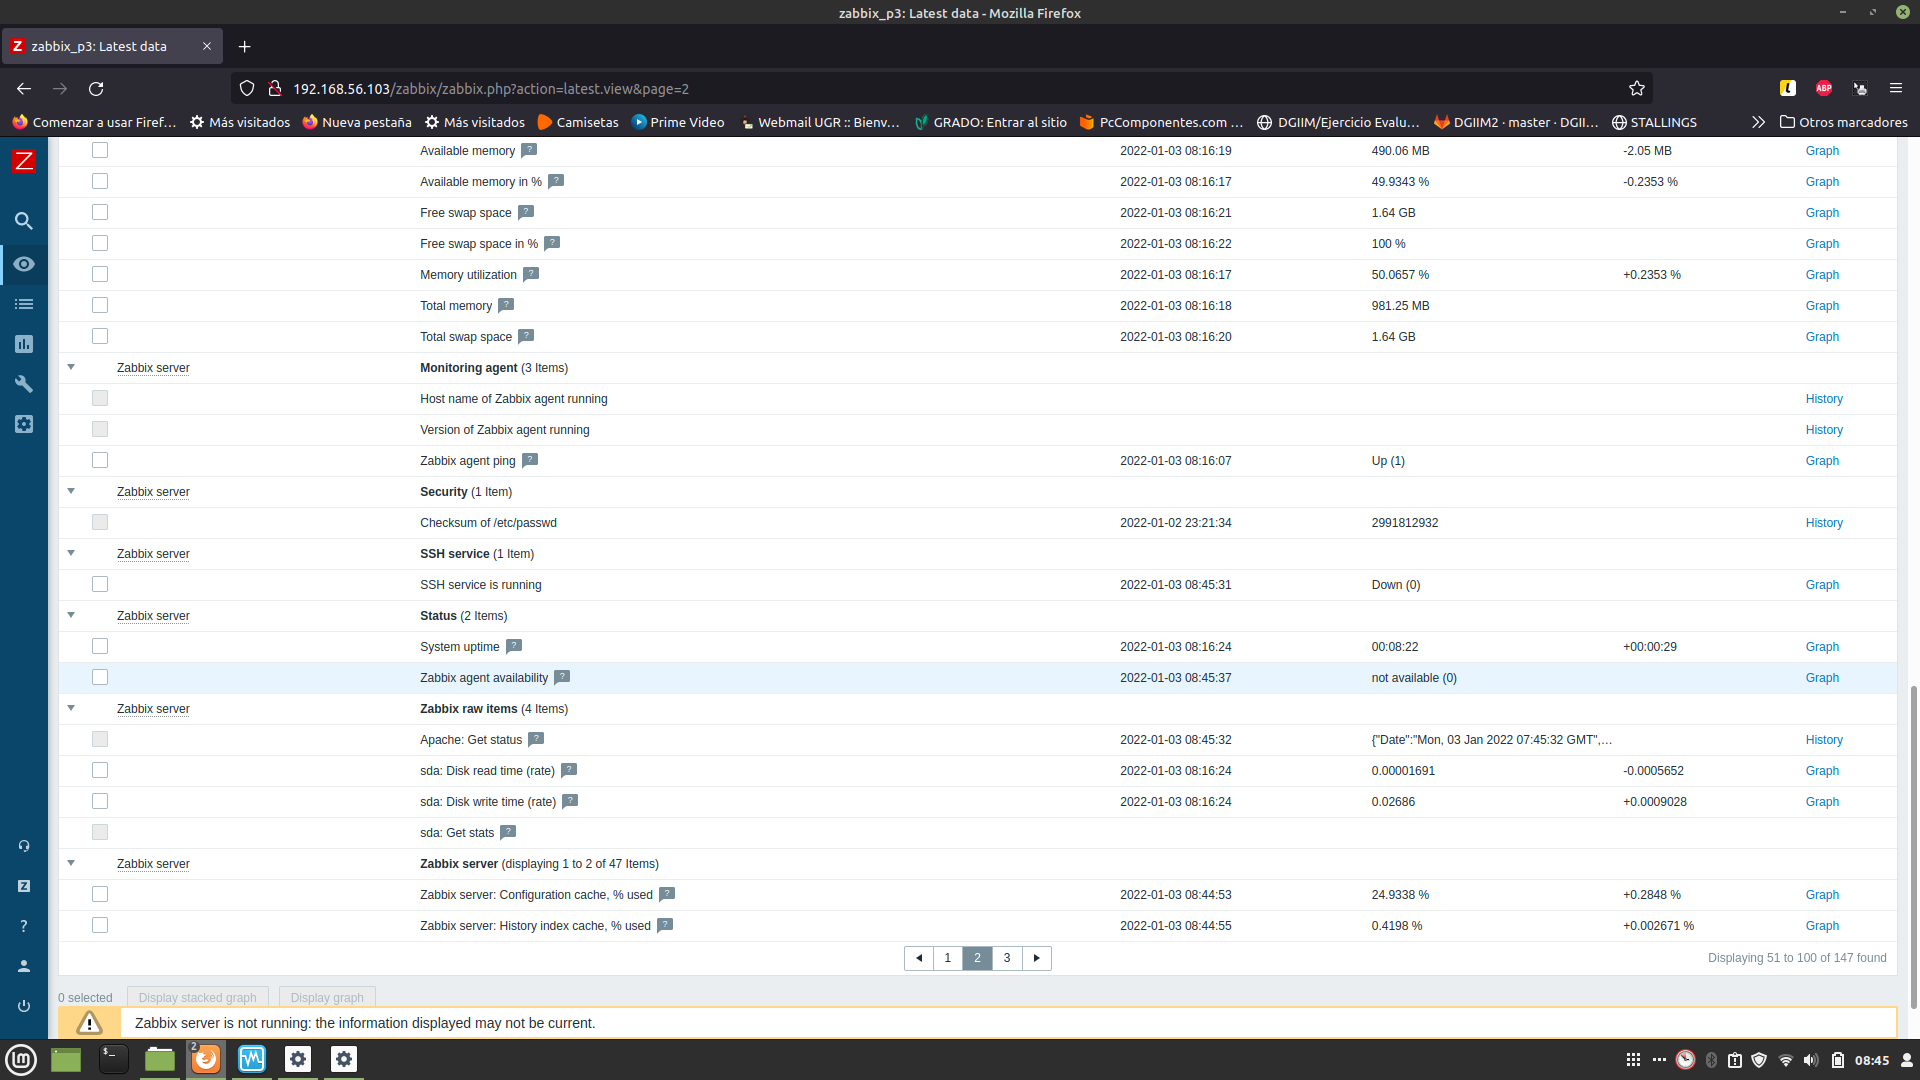 zabbix_p3: Latest data - Mozilla Firefox
Z zabbix_p3: Latest data
192.168.56.103/zabbix/zabbix.php?action=latest.view&page=2
ABP
Comenzar a usar Firef… Más visitados Nueva pestaña Más visitados Camisetas Prime Video Webmail UGR :: Bienv… GRADO: Entrar al sitio PcComponentes.com … DGIIM/Ejercicio Evalu… DGIIM2 · master · DGII… STALLINGS Otros marcadores
Z
Available memory ? 2022-01-03 08:16:19 490.06 MB -2.05 MB Graph
Available memory in % ? 2022-01-03 08:16:17 49.9343 % -0.2353 % Graph
Free swap space ? 2022-01-03 08:16:21 1.64 GB Graph
Free swap space in % ? 2022-01-03 08:16:22 100 % Graph
Memory utilization ? 2022-01-03 08:16:17 50.0657 % +0.2353 % Graph
Total memory ? 2022-01-03 08:16:18 981.25 MB Graph
Total swap space ? 2022-01-03 08:16:20 1.64 GB Graph
Zabbix server Monitoring agent (3 Items)
Host name of Zabbix agent running History
Version of Zabbix agent running History
Zabbix agent ping ? 2022-01-03 08:16:07 Up (1) Graph
Zabbix server Security (1 Item)
Checksum of /etc/passwd 2022-01-02 23:21:34 2991812932 History
Zabbix server SSH service (1 Item)
SSH service is running 2022-01-03 08:45:31 Down (0) Graph
Zabbix server Status (2 Items)
System uptime ? 2022-01-03 08:16:24 00:08:22 +00:00:29 Graph
Zabbix agent availability ? 2022-01-03 08:45:37 not available (0) Graph
Zabbix server Zabbix raw items (4 Items)
Apache: Get status ? 2022-01-03 08:45:32 {"Date":"Mon, 03 Jan 2022 07:45:32 GMT",… History
sda: Disk read time (rate) ? 2022-01-03 08:16:24 0.00001691 -0.0005652 Graph
sda: Disk write time (rate) ? 2022-01-03 08:16:24 0.02686 +0.0009028 Graph
sda: Get stats ?
Zabbix server Zabbix server (displaying 1 to 2 of 47 Items)
Z
Zabbix server: Configuration cache, % used ? 2022-01-03 08:44:53 24.9338 % +0.2848 % Graph
? Zabbix server: History index cache, % used ? 2022-01-03 08:44:55 0.4198 % +0.002671 % Graph
1 2 3 Displaying 51 to 100 of 147 found
0 selected Display stacked graph Display graph
Zabbix server is not running: the information displayed may not be current.
lm $_ 2 08:45